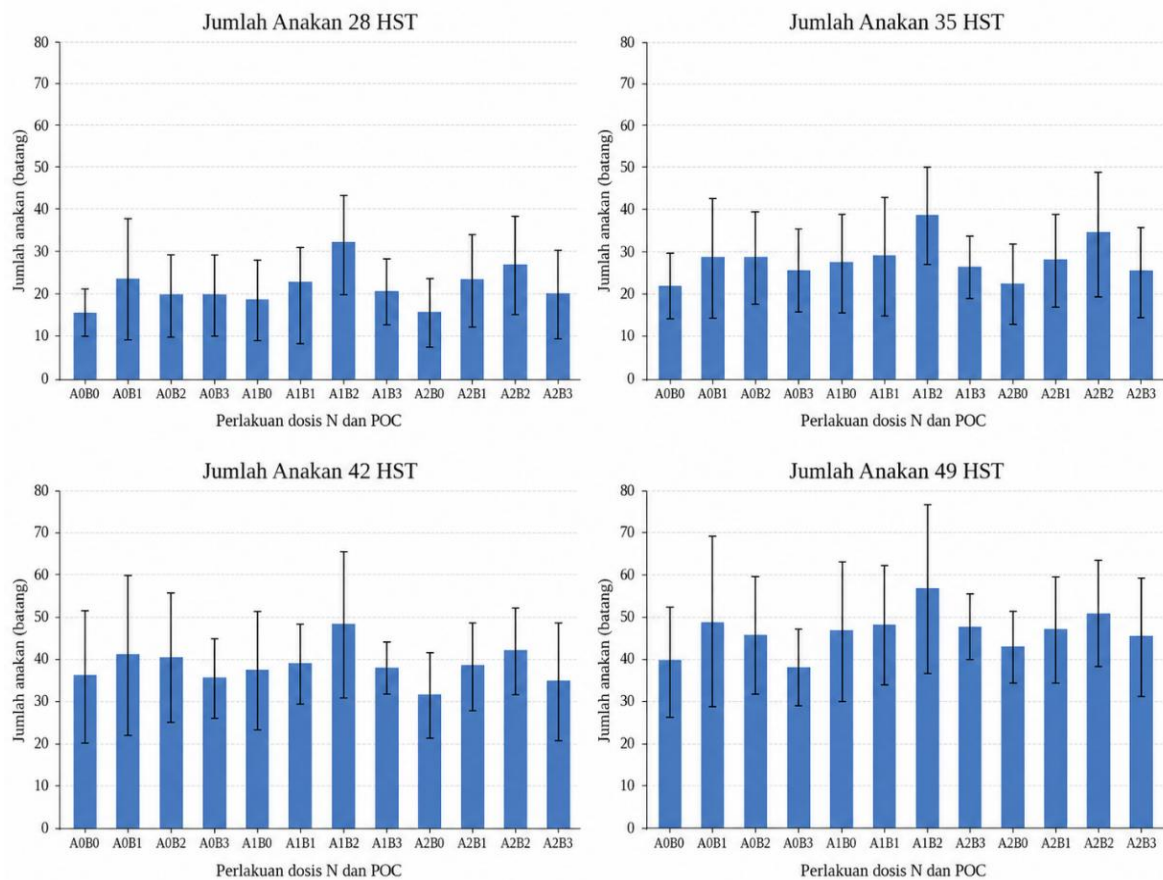 Jumlah Anakan 28 HST
80
70
60
50
40
30
20
10
0
Jumlah anakan (batang)
A0B0 A0B1 A0B2 A0B3 A1B0 A1B1 A1B2 A1B3 A2B0 A2B1 A2B2 A2B3
Perlakuan dosis N dan POC
Jumlah Anakan 35 HST
80
70
60
50
40
30
20
10
0
Jumlah anakan (batang)
A0B0 A0B1 A0B2 A0B3 A1B0 A1B1 A1B2 A1B3 A2B0 A2B1 A2B2 A2B3
Perlakuan dosis N dan POC
Jumlah Anakan 42 HST
80
70
60
50
40
30
20
10
0
Jumlah anakan (batang)
A0B0 A0B1 A0B2 A0B3 A1B0 A1B1 A1B2 A1B3 A2B0 A2B1 A2B2 A2B3
Perlakuan dosis N dan POC
Jumlah Anakan 49 HST
80
70
60
50
40
30
20
10
0
Jumlah anakan (batang)
A0B0 A0B1 A0B2 A0B3 A1B0 A1B1 A1B2 A1B3 A2B0 A2B1 A2B2 A2B3
Perlakuan dosis N dan POC